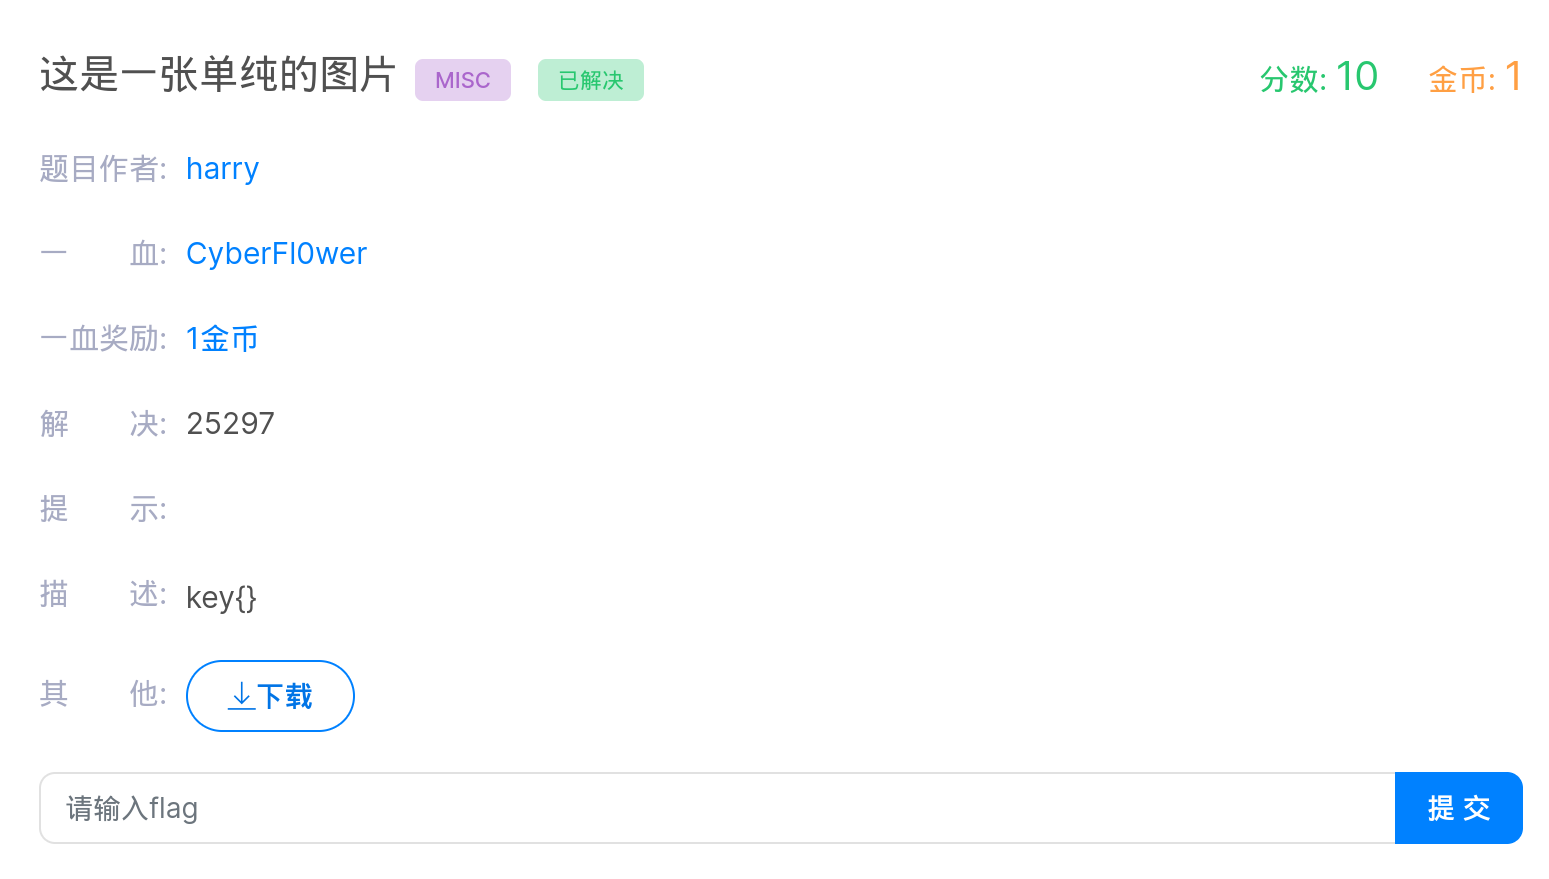 这是一张单纯的图片 MISC 已解决 分数: 10 金币: 1
题目作者: harry
一 血: CyberFl0wer
一血奖励: 1金币
解 决: 25297
提 示:
描 述: key{}
其 他: 下载
请输入flag 提 交